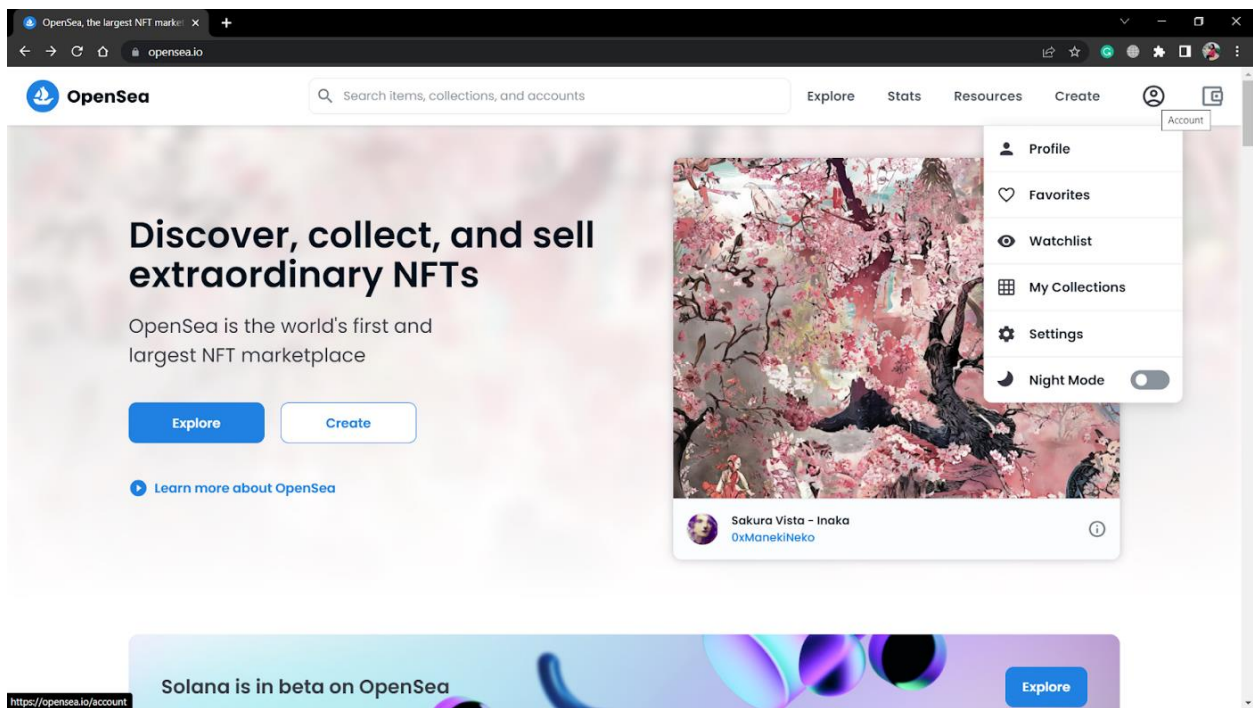 OpenSea, the largest NFT market
opensea.io
OpenSea
Search items, collections, and accounts
Explore
Stats
Resources
Create
Account
Profile
Favorites
Watchlist
My Collections
Settings
Night Mode
Discover, collect, and sell
extraordinary NFTs
OpenSea is the world's first and
largest NFT marketplace
Explore
Create
Learn more about OpenSea
Sakura Vista - Inaka
0xManekiNeko
Solana is in beta on OpenSea
Explore
https://opensea.io/account